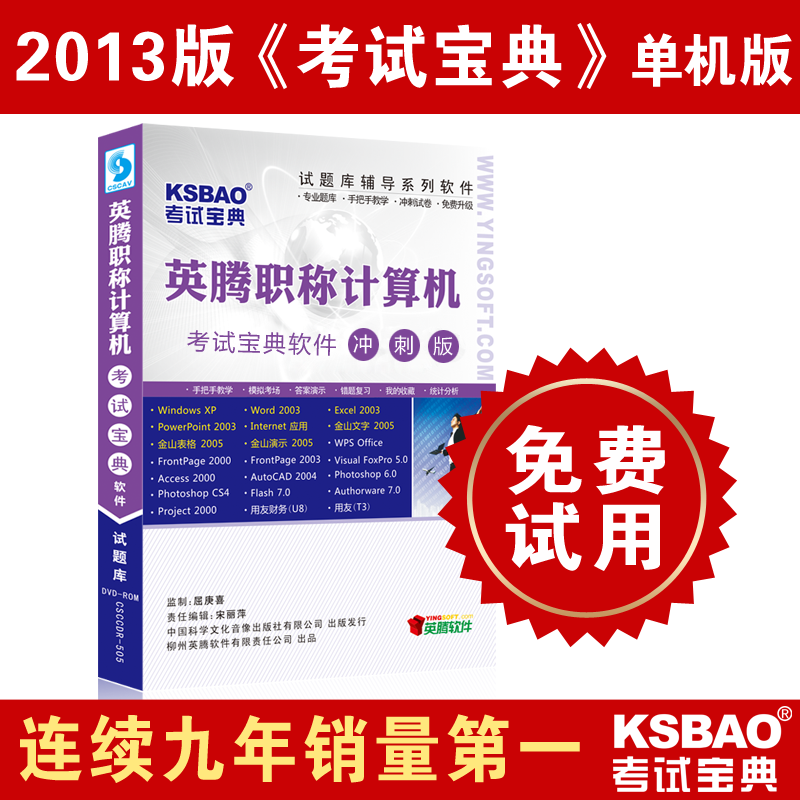 2013版《考试宝典》单机版
CSCAV
英腾职称计算机
考试宝典
软件
试题库
DVD-ROM
CSCCDR-505
KSBAO®
考试宝典
试题库辅导系列软件
·专业题库 ·手把手教学 ·冲刺试卷 ·免费升级
WWW.YINGSOFT.COM
英腾职称计算机
考试宝典软件 冲刺版
·手把手教学 ·模拟考场 ·答案演示 ·错题复习 ·我的收藏 ·统计分析
·Windows XP ·Word 2003 ·Excel 2003
·PowerPoint 2003 ·Internet 应用 ·金山文字 2005
·金山表格 2005 ·金山演示 2005 ·WPS Office
·FrontPage 2000 ·FrontPage 2003 ·Visual FoxPro 5.0
·Access 2000 ·AutoCAD 2004 ·Photoshop 6.0
·Photoshop CS4 ·Flash 7.0 ·Authorware 7.0
·Project 2000 ·用友财务(U8) ·用友(T3)
监制:屈庚喜
责任编辑:宋丽萍
中国科学文化音像出版社有限公司 出版发行
柳州英腾软件有限责任公司 出品
YINGSOFT.COM
英腾软件
免费
试用
连续九年销量第一
KSBAO®
考试宝典